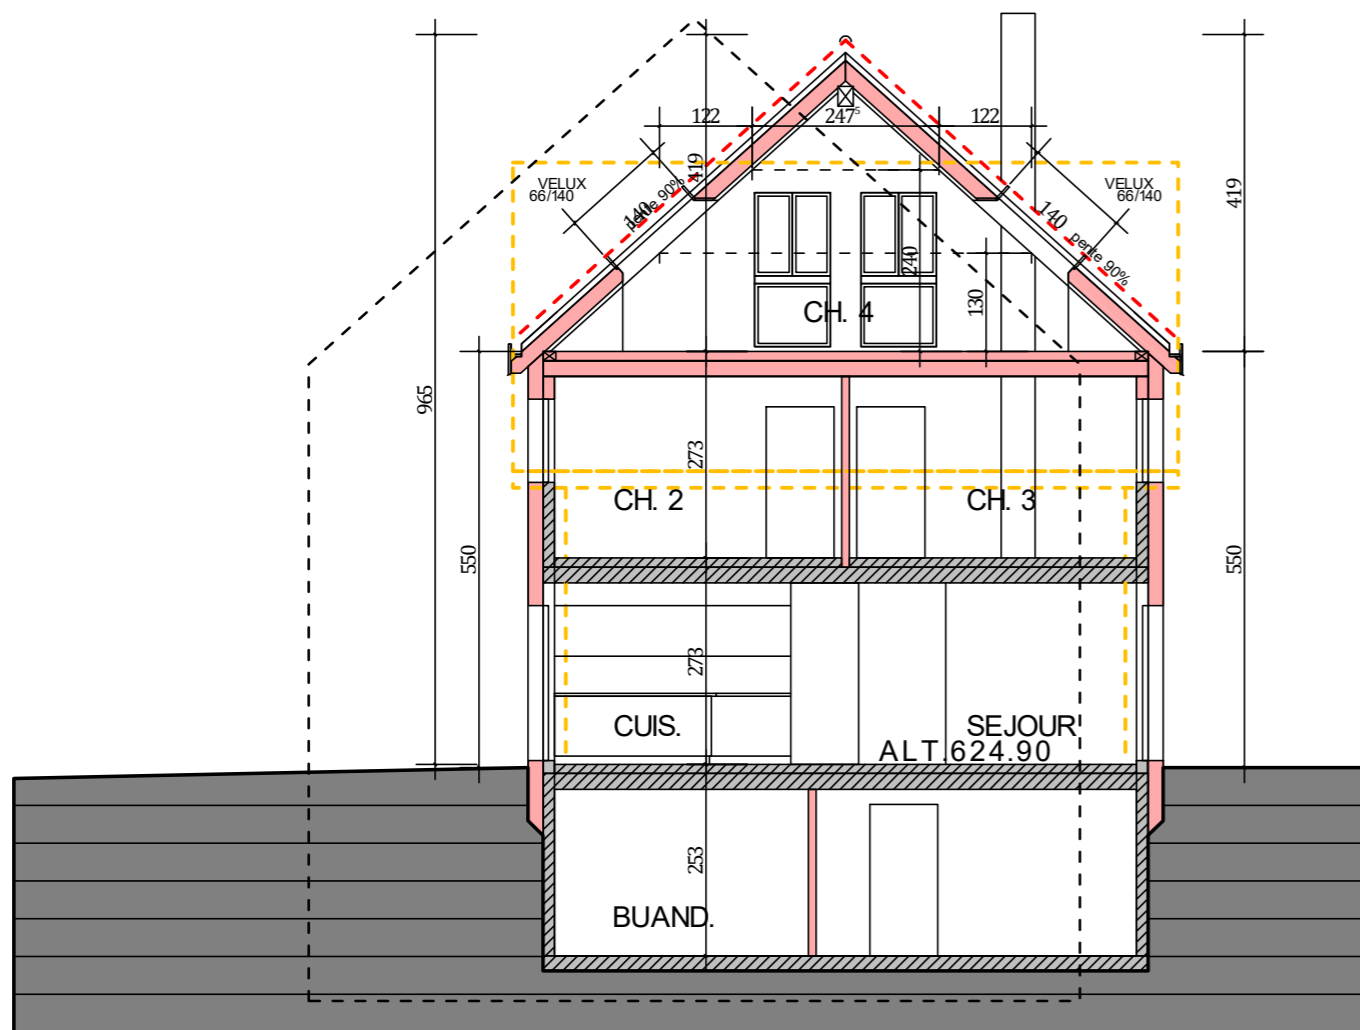 122
247⁵
122
419
VELUX
66/140
140
pente 90%
VELUX
66/140
140
pente 90%
419
240
130
CH. 4
965
273
CH. 2
CH. 3
550
550
273
CUIS.
SEJOUR
ALT.624.90
253
BUAND.